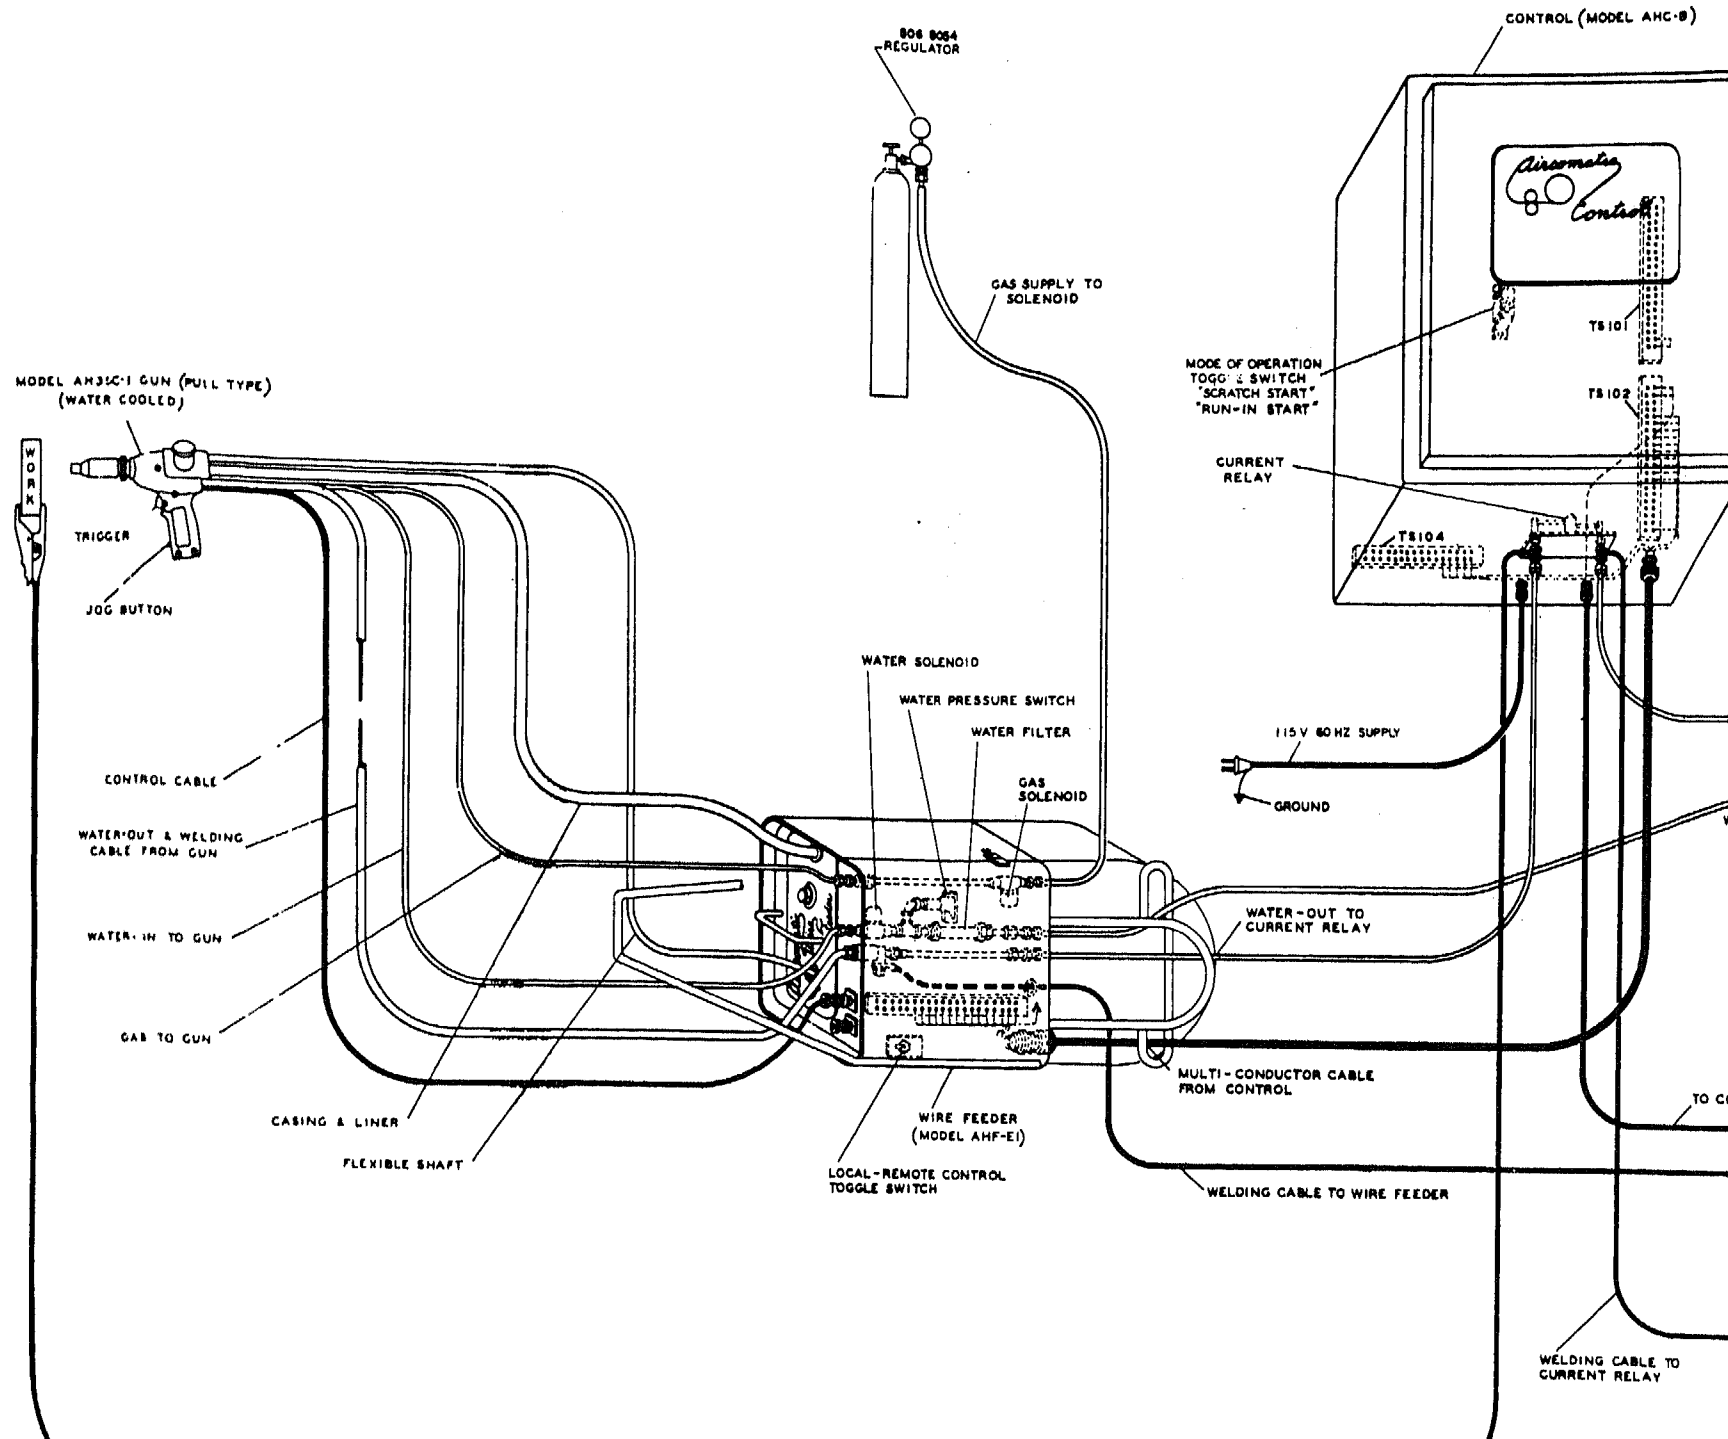 CONTROL (MODEL AHC-B)
806 8054
REGULATOR
Aircomatic
Control
GAS SUPPLY TO
SOLENOID
TS101
MODE OF OPERATION
TOGGLE SWITCH
"SCRATCH START"
"RUN-IN START"
TS102
MODEL AH35C-1 GUN (PULL TYPE)
(WATER COOLED)
WORK
CURRENT
RELAY
TRIGGER
TS104
JOG BUTTON
WATER SOLENOID
WATER PRESSURE SWITCH
WATER FILTER
115V 60 HZ SUPPLY
CONTROL CABLE
GAS
SOLENOID
GROUND
WATER-OUT & WELDING
CABLE FROM GUN
W
WATER-IN TO GUN
WATER-OUT TO
CURRENT RELAY
GAS TO GUN
MULTI-CONDUCTOR CABLE
FROM CONTROL
TO C
CASING & LINER
WIRE FEEDER
(MODEL AHF-E1)
FLEXIBLE SHAFT
LOCAL-REMOTE CONTROL
TOGGLE SWITCH
WELDING CABLE TO WIRE FEEDER
WELDING CABLE TO
CURRENT RELAY